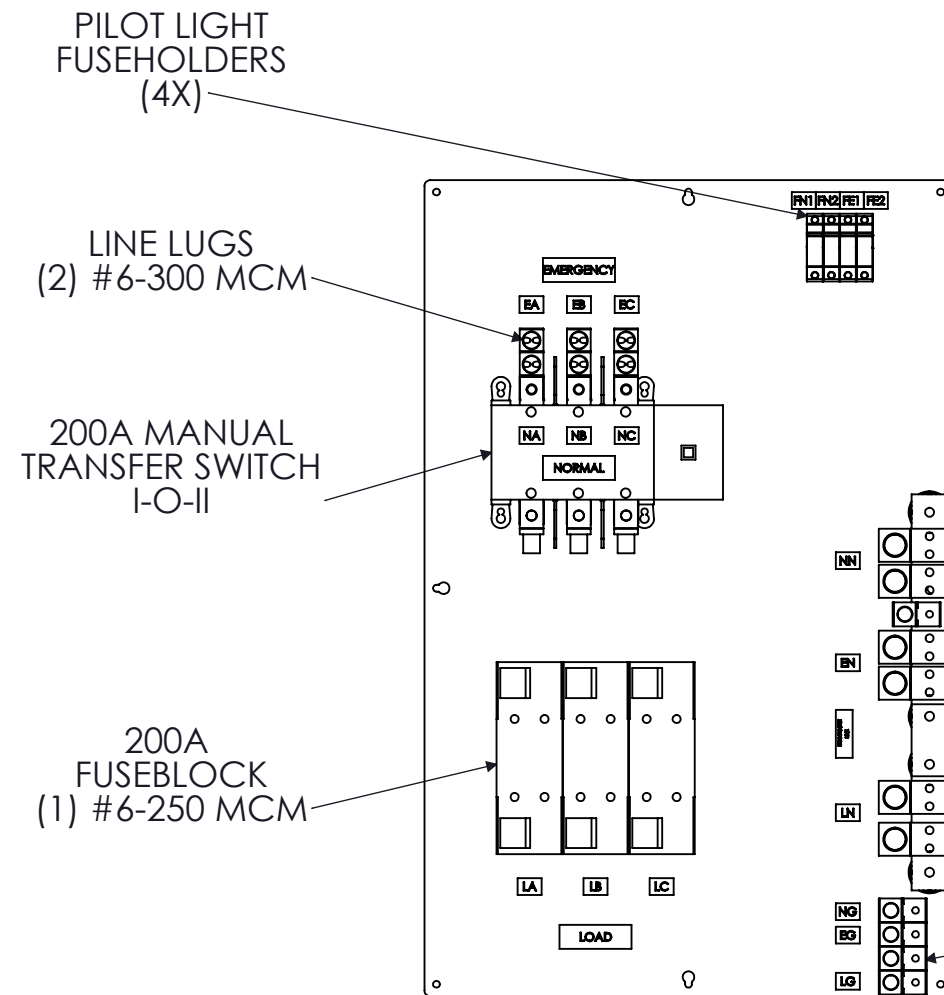 PILOT LIGHT
FUSEHOLDERS
(4X)
FN1 FN2 FE1 FE2
LINE LUGS
(2) #6-300 MCM
EMERGENCY
EA EB EC
200A MANUAL
TRANSFER SWITCH
I-O-II
NA NB NC
NORMAL
NN
EN
200A
FUSEBLOCK
(1) #6-250 MCM
LN
LA LB LC
LOAD
NG
EG
LG